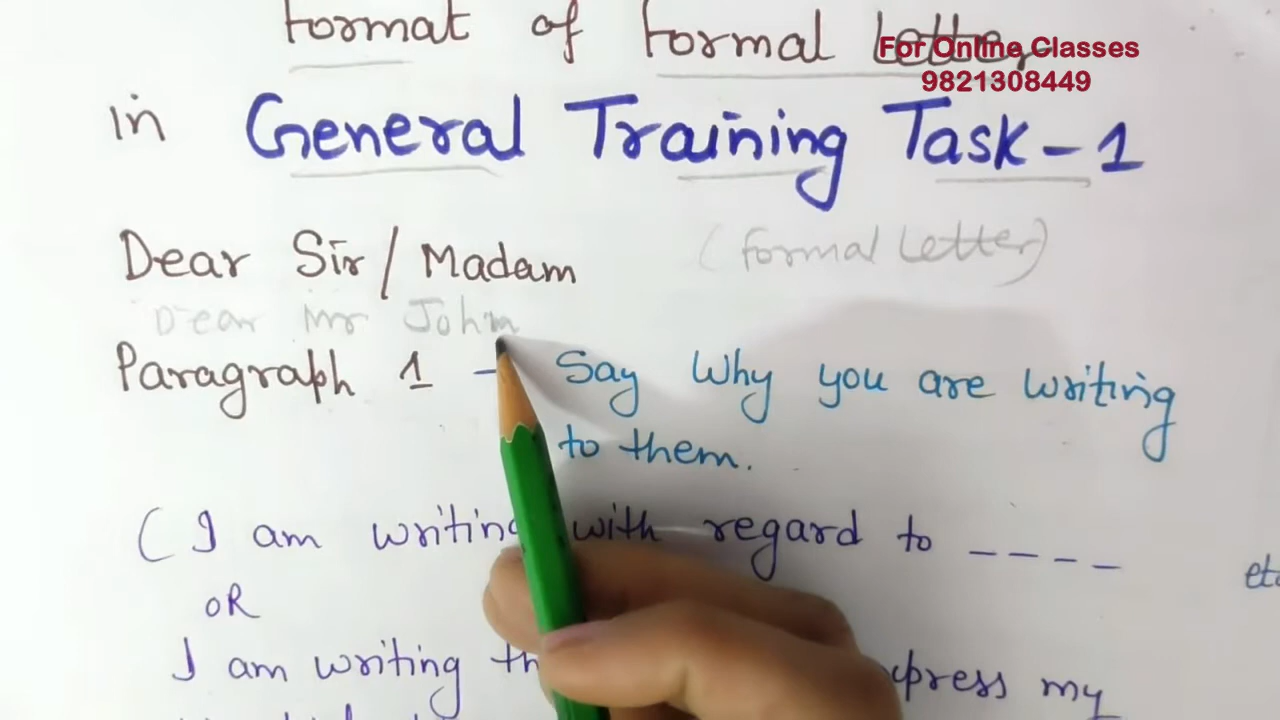 Format of Formal Letter
For Online Classes
9821308449
in General Training Task-1
Dear Sir/Madam (Formal Letter)
Dear Mr John
Paragraph 1 - Say Why you are writing
to them.
(I am writing with regard to ---- etc
OR
I am writing my